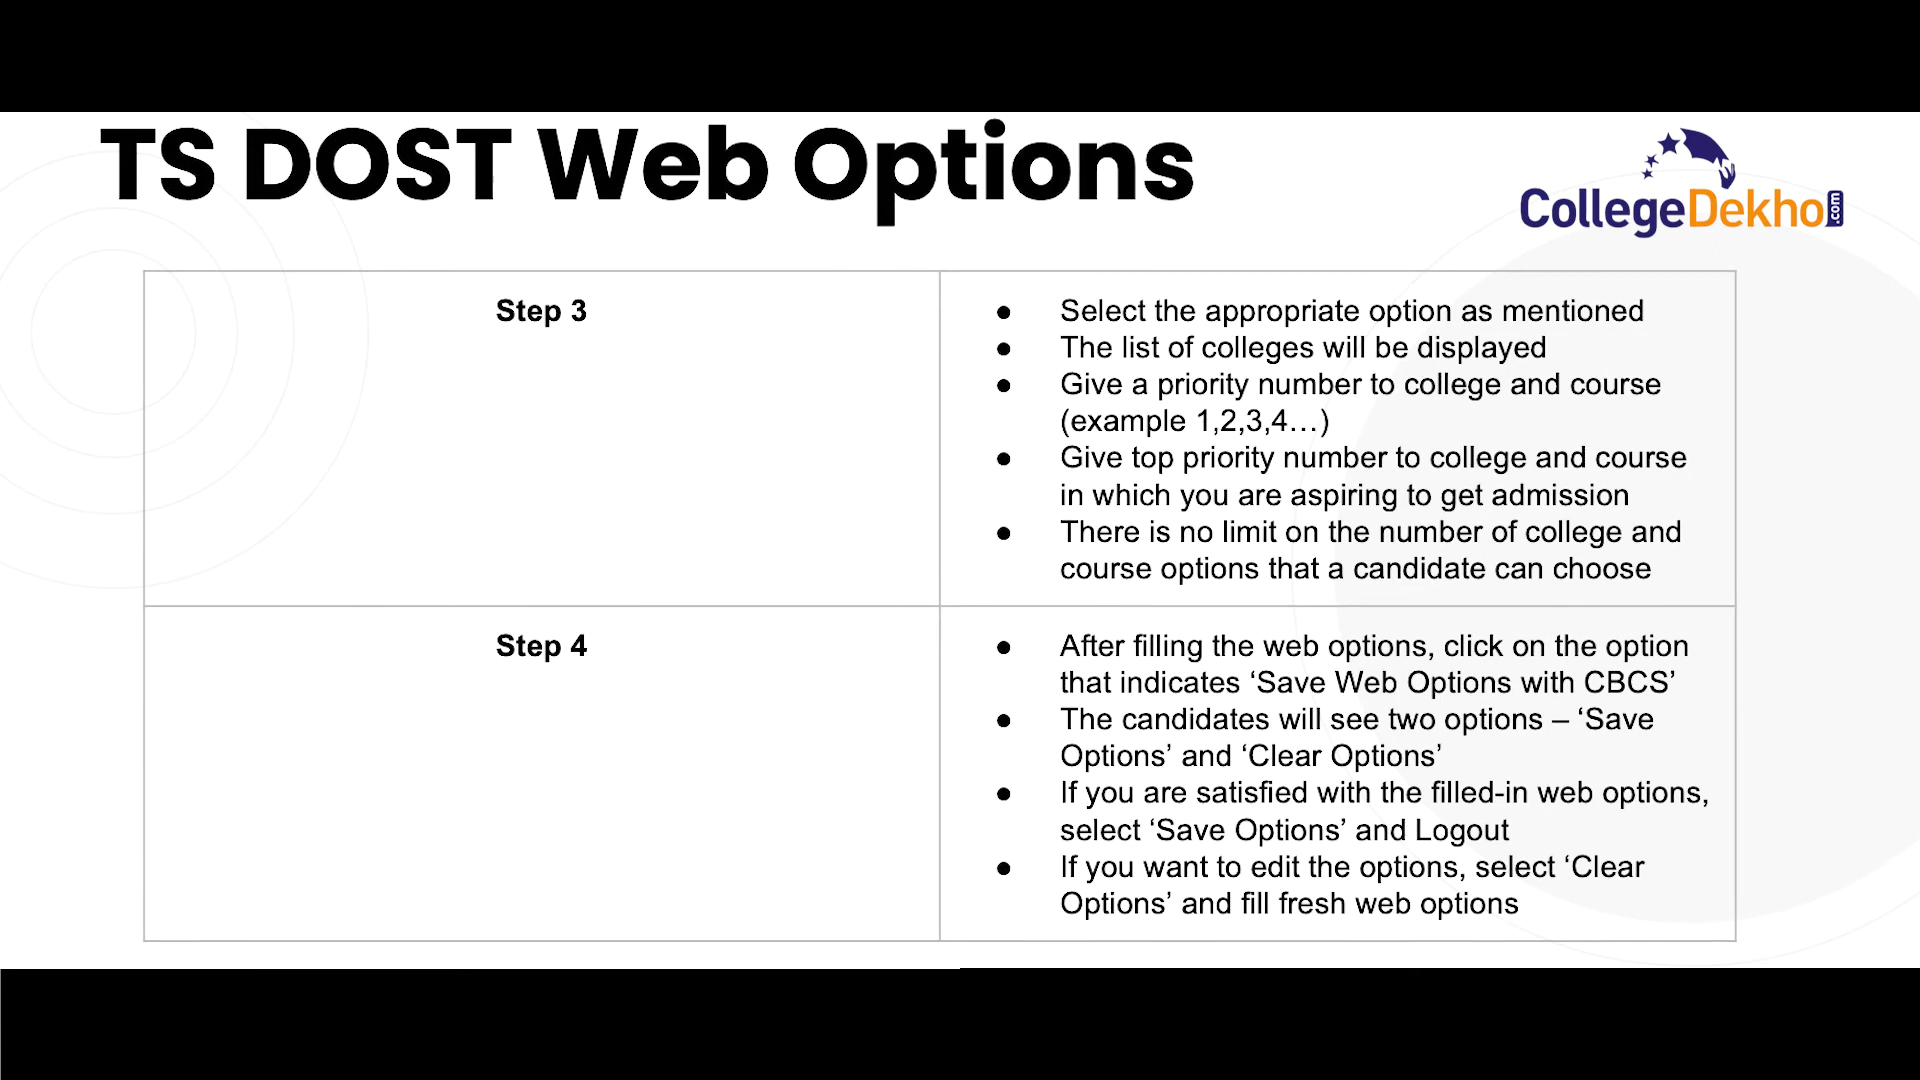 TS DOST Web Options
CollegeDekho.com
Step 3
● Select the appropriate option as mentioned
● The list of colleges will be displayed
● Give a priority number to college and course
(example 1,2,3,4…)
● Give top priority number to college and course
in which you are aspiring to get admission
● There is no limit on the number of college and
course options that a candidate can choose
Step 4
● After filling the web options, click on the option
that indicates ‘Save Web Options with CBCS’
● The candidates will see two options – ‘Save
Options’ and ‘Clear Options’
● If you are satisfied with the filled-in web options,
select ‘Save Options’ and Logout
● If you want to edit the options, select ‘Clear
Options’ and fill fresh web options